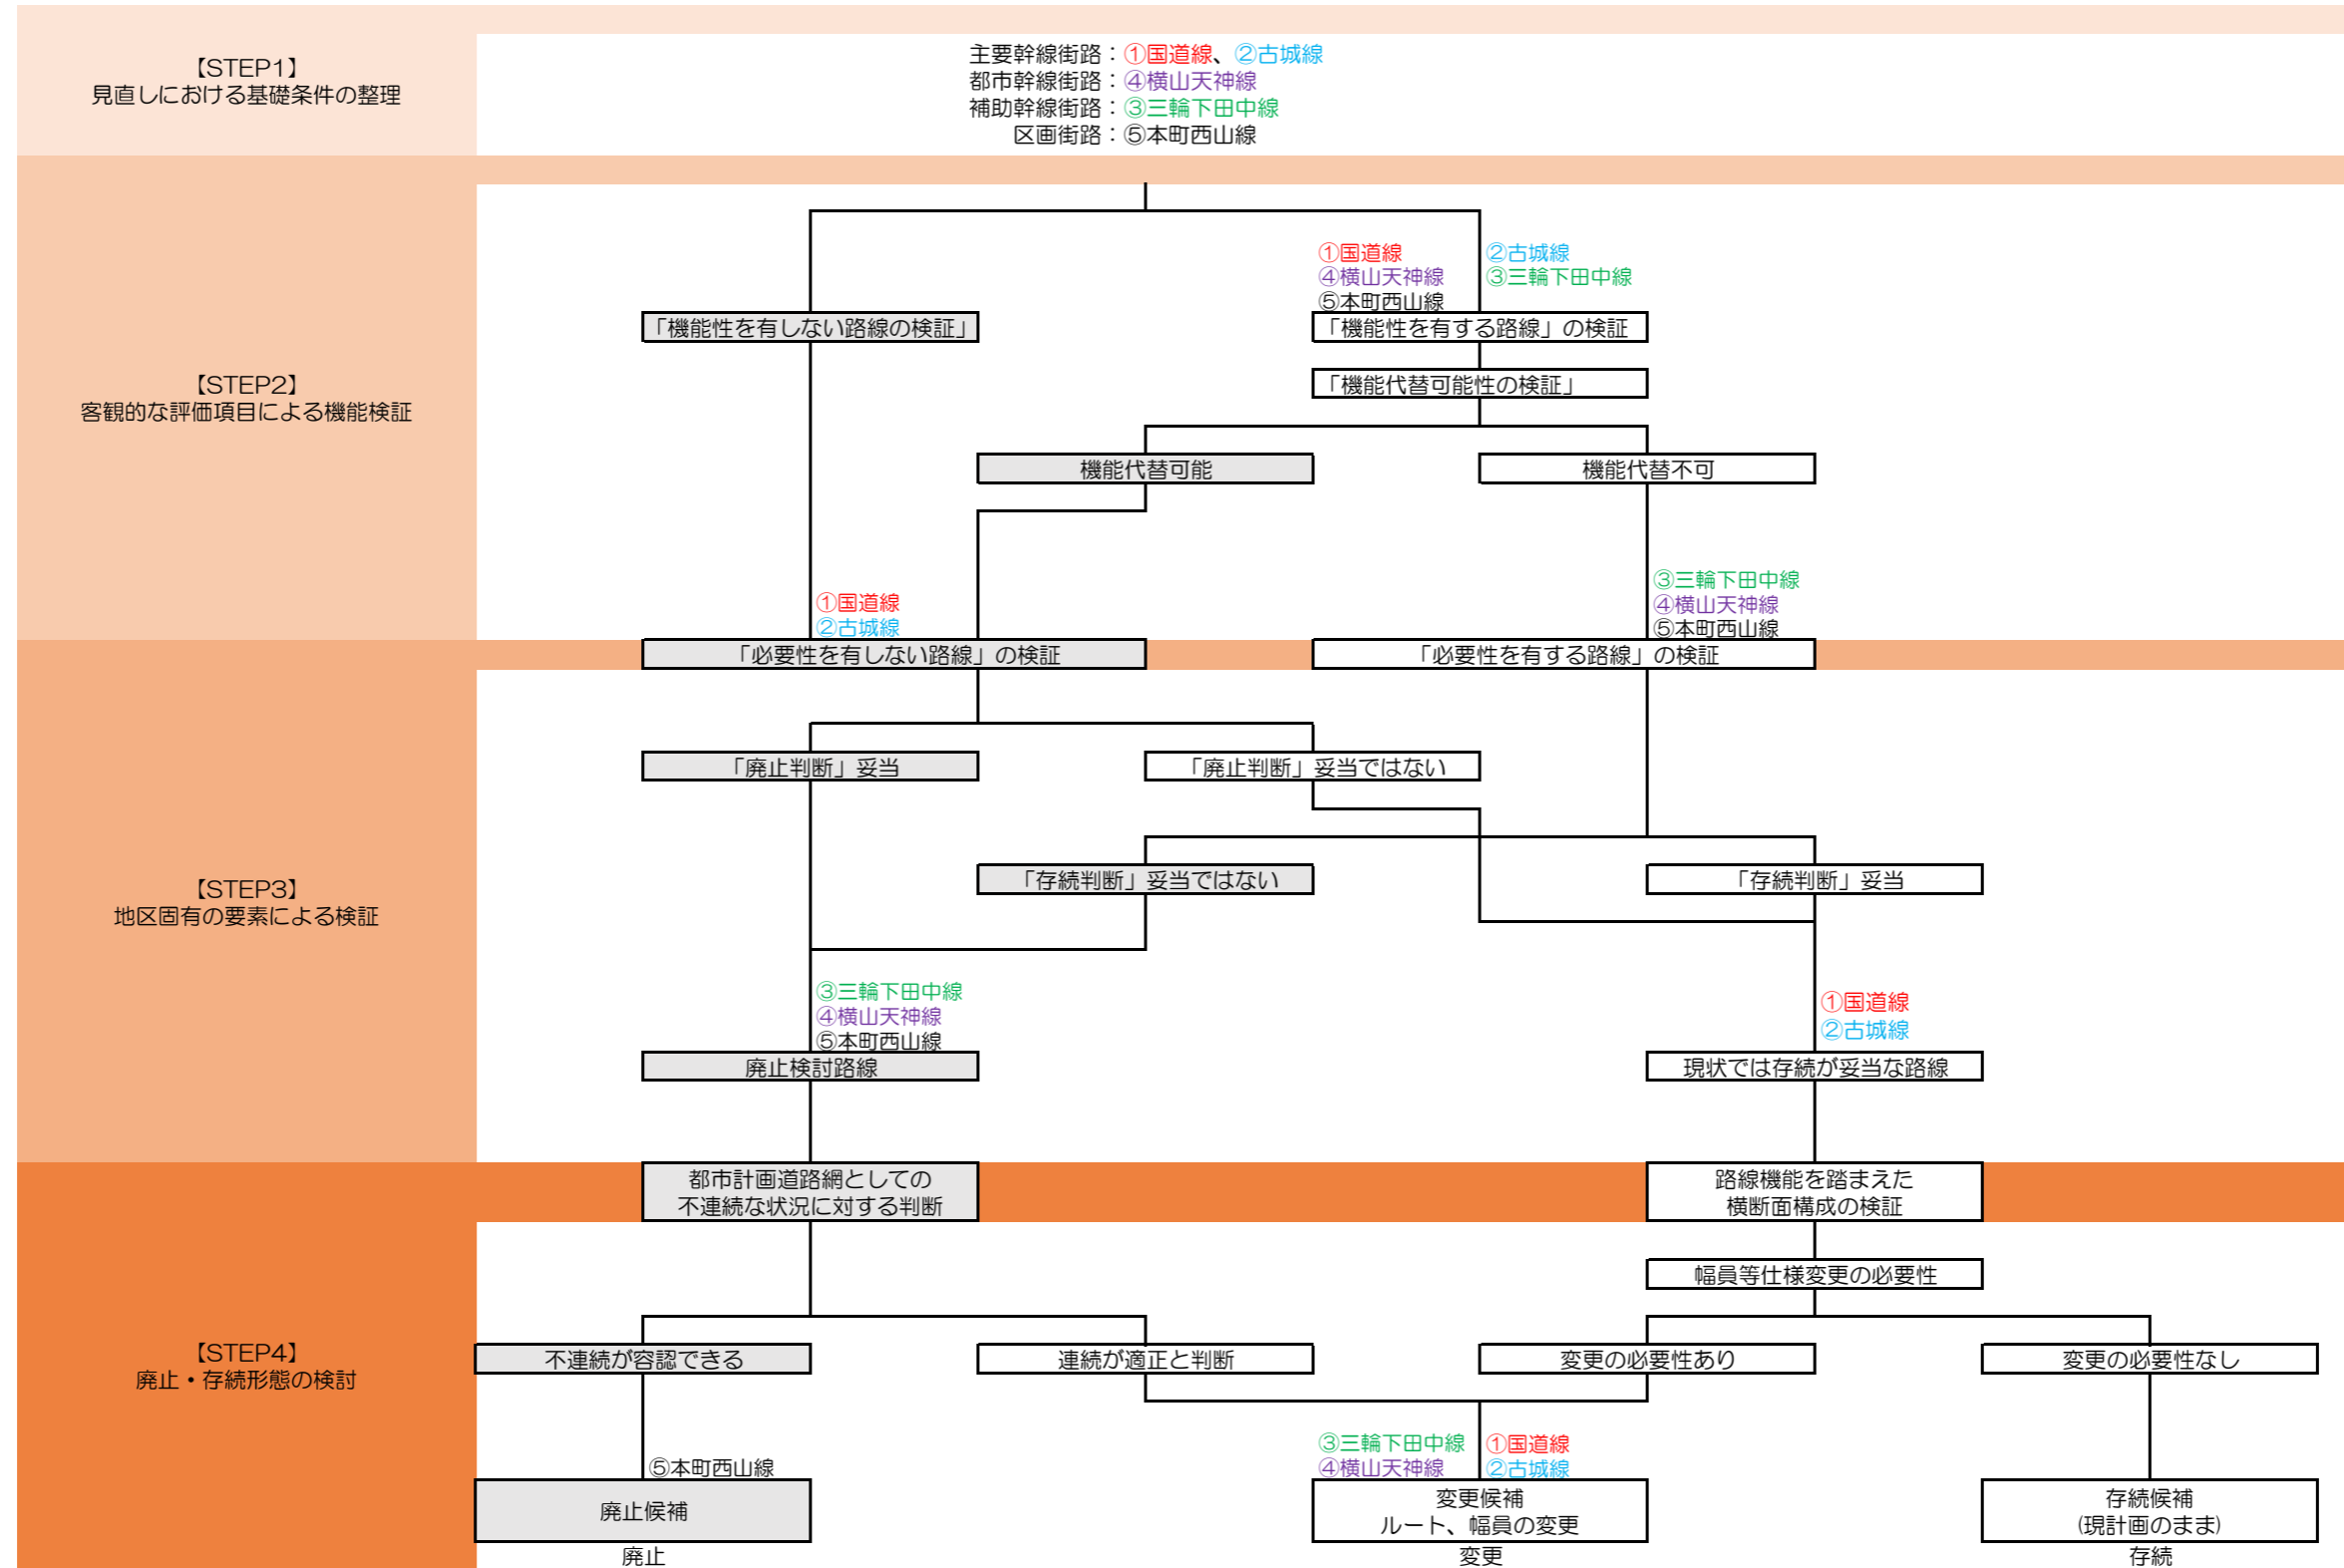 【STEP1】
見直しにおける基礎条件の整理
主要幹線街路：①国道線、②古城線
都市幹線街路：④横山天神線
補助幹線街路：③三輪下田中線
区画街路：⑤本町西山線
【STEP2】
客観的な評価項目による機能検証
①国道線
④横山天神線
⑤本町西山線
②古城線
③三輪下田中線
「機能性を有しない路線の検証」
「機能性を有する路線」の検証
「機能代替可能性の検証」
機能代替可能
機能代替不可
①国道線
②古城線
③三輪下田中線
④横山天神線
⑤本町西山線
「必要性を有しない路線」の検証
「必要性を有する路線」の検証
【STEP3】
地区固有の要素による検証
「廃止判断」妥当
「廃止判断」妥当ではない
「存続判断」妥当ではない
「存続判断」妥当
③三輪下田中線
④横山天神線
⑤本町西山線
①国道線
②古城線
廃止検討路線
現状では存続が妥当な路線
都市計画道路網としての
不連続な状況に対する判断
路線機能を踏まえた
横断面構成の検証
【STEP4】
廃止・存続形態の検討
幅員等仕様変更の必要性
不連続が容認できる
連続が適正と判断
変更の必要性あり
変更の必要性なし
⑤本町西山線
③三輪下田中線
④横山天神線
①国道線
②古城線
廃止候補
変更候補
ルート、幅員の変更
存続候補
(現計画のまま)
廃止
変更
存続